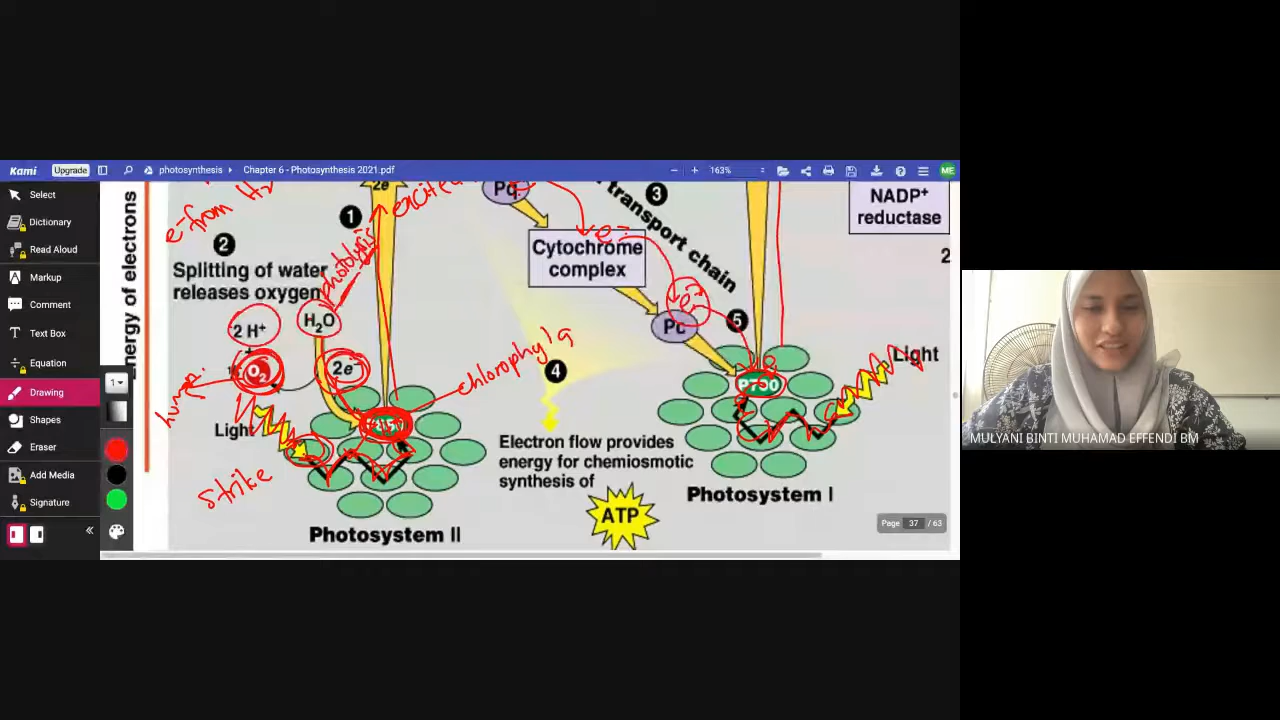 Kami
Upgrade
photosynthesis
Chapter 6 - Photosynthesis 2021.pdf
163%
ME
Select
Dictionary
Read Aloud
Markup
Comment
Text Box
Equation
Drawing
1
Shapes
Eraser
Add Media
Signature
Energy of electrons
e- from H2
2
Splitting of water
releases oxygen
2 H+
+
O2
human
Light
strike
H2O
photolysis
2e-
1
2e-
excited
chlorophyll a
Photosystem II
Pq
Cytochrome
complex
e-
3
transport chain
e-
Pc
5
4
Electron flow provides
energy for chemiosmotic
synthesis of
ATP
P700
e
Light
Photosystem I
NADP+
reductase
2
Page 37 / 63
MULYANI BINTI MUHAMAD EFFENDI BM